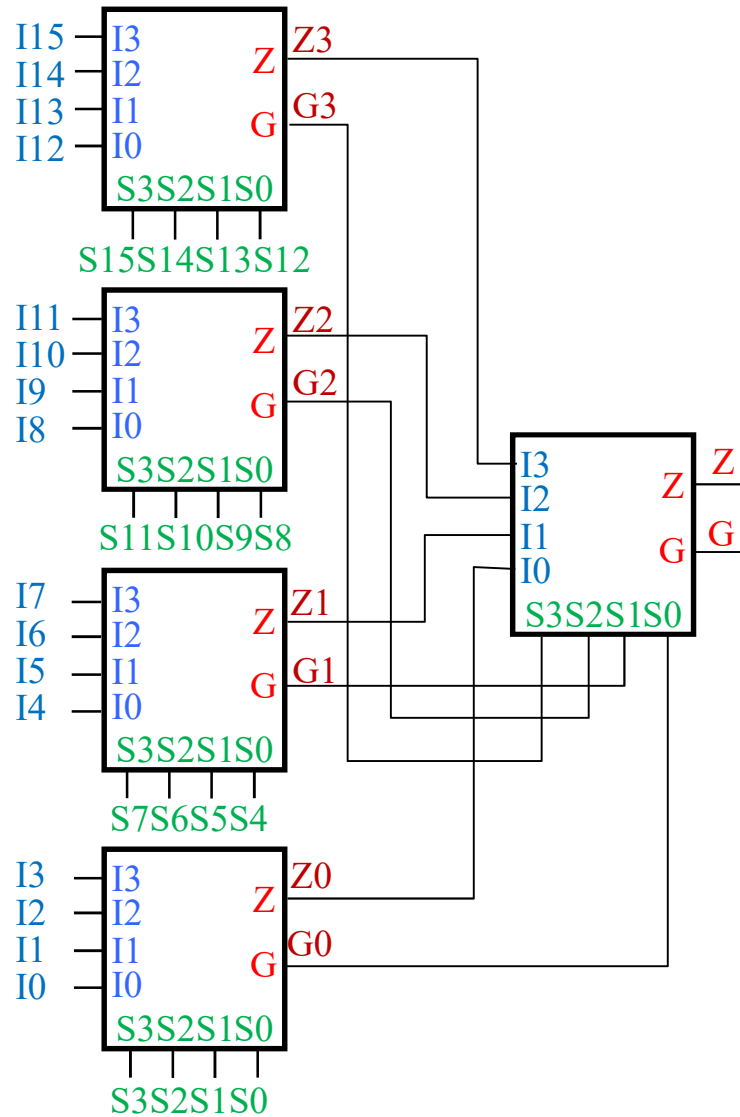 I15
I14
I13
I12
I3
I2
I1
I0
Z
G
S3S2S1S0
S15S14S13S12
Z3
G3
I11
I10
I9
I8
I3
I2
I1
I0
Z
G
S3S2S1S0
S11S10S9S8
Z2
G2
I7
I6
I5
I4
I3
I2
I1
I0
Z
G
S3S2S1S0
S7S6S5S4
Z1
G1
I3
I2
I1
I0
I3
I2
I1
I0
Z
G
S3S2S1S0
S3S2S1S0
Z0
G0
I3
I2
I1
I0
Z
G
S3S2S1S0
Z
G